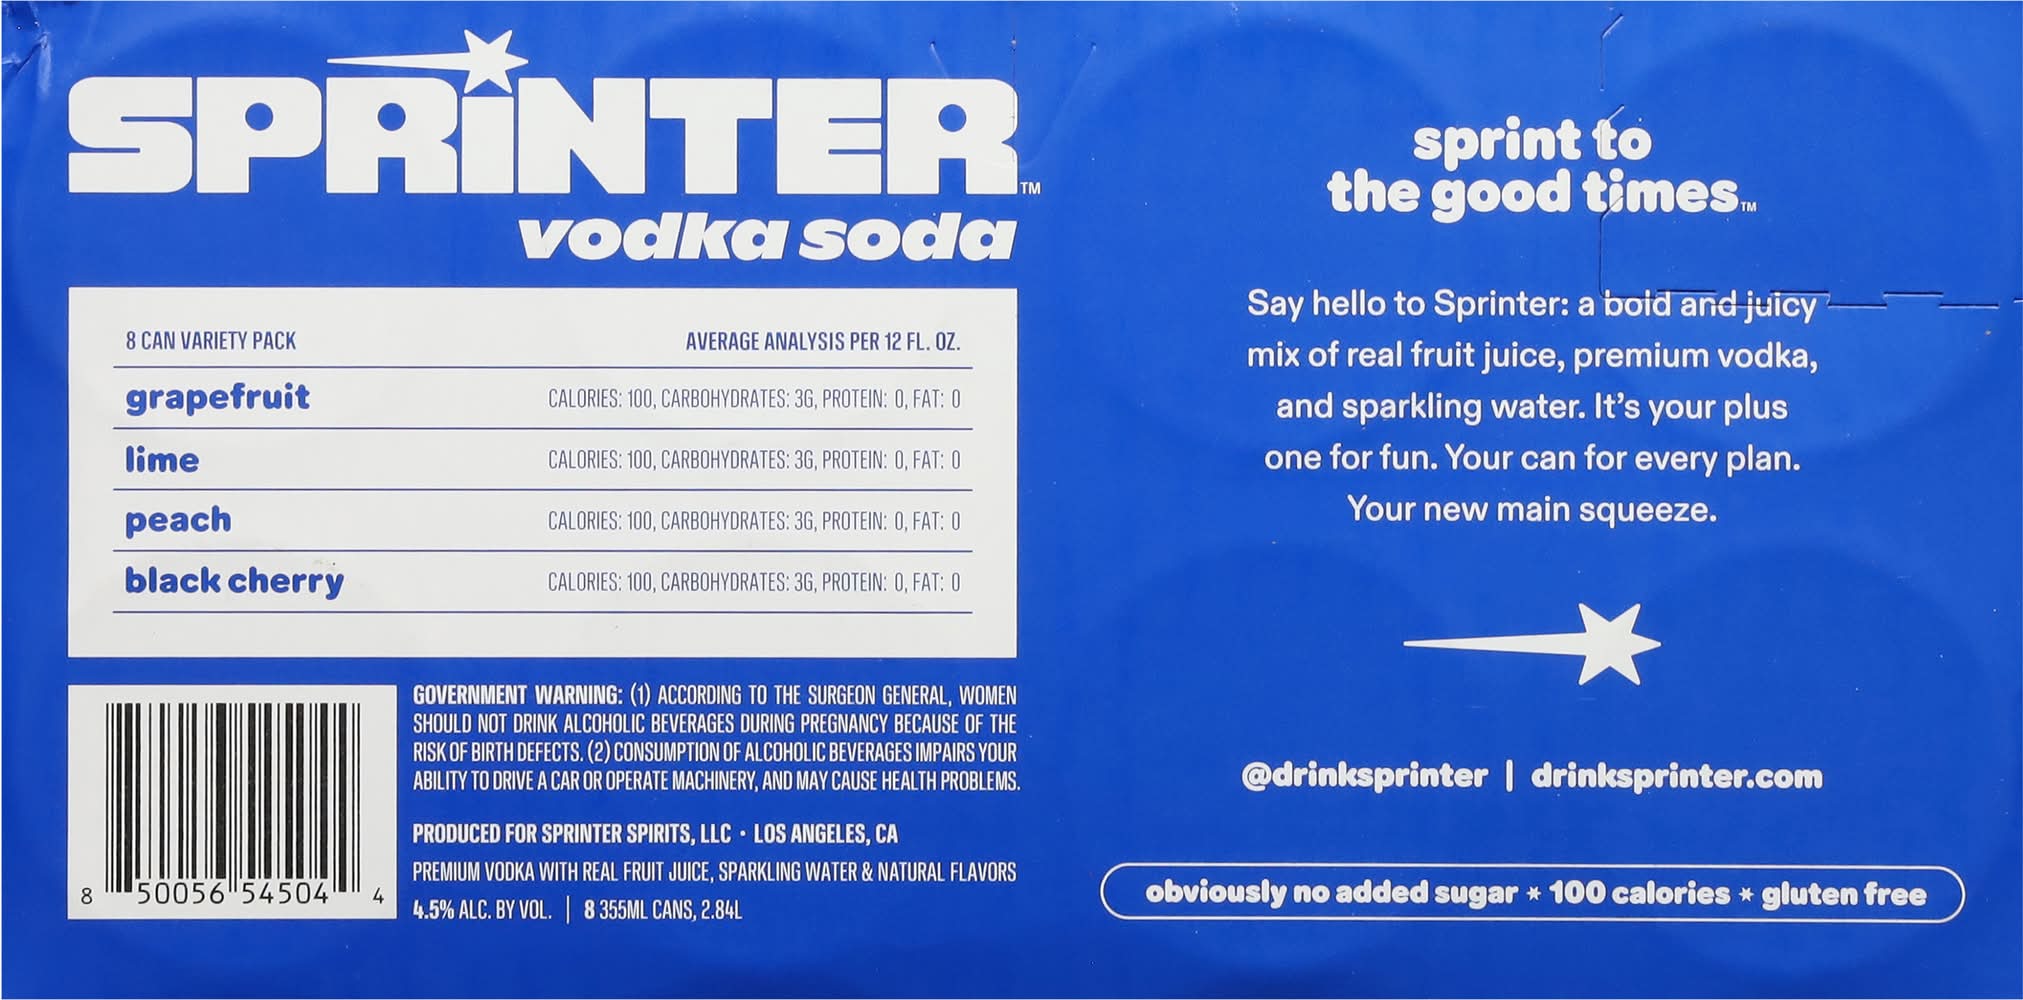 SPRiNTER™
vodka soda
8 CAN VARIETY PACK
AVERAGE ANALYSIS PER 12 FL. OZ.
grapefruit CALORIES: 100, CARBOHYDRATES: 3G, PROTEIN: 0, FAT: 0
lime CALORIES: 100, CARBOHYDRATES: 3G, PROTEIN: 0, FAT: 0
peach CALORIES: 100, CARBOHYDRATES: 3G, PROTEIN: 0, FAT: 0
black cherry CALORIES: 100, CARBOHYDRATES: 3G, PROTEIN: 0, FAT: 0
8 50056 54504 4
GOVERNMENT WARNING: (1) ACCORDING TO THE SURGEON GENERAL, WOMEN
SHOULD NOT DRINK ALCOHOLIC BEVERAGES DURING PREGNANCY BECAUSE OF THE
RISK OF BIRTH DEFECTS. (2) CONSUMPTION OF ALCOHOLIC BEVERAGES IMPAIRS YOUR
ABILITY TO DRIVE A CAR OR OPERATE MACHINERY, AND MAY CAUSE HEALTH PROBLEMS.
PRODUCED FOR SPRINTER SPIRITS, LLC • LOS ANGELES, CA
PREMIUM VODKA WITH REAL FRUIT JUICE, SPARKLING WATER & NATURAL FLAVORS
4.5% ALC. BY VOL. | 8 355ML CANS, 2.84L
sprint to
the good times™
Say hello to Sprinter: a bold and juicy
mix of real fruit juice, premium vodka,
and sparkling water. It's your plus
one for fun. Your can for every plan.
Your new main squeeze.
@drinksprinter | drinksprinter.com
obviously no added sugar * 100 calories * gluten free